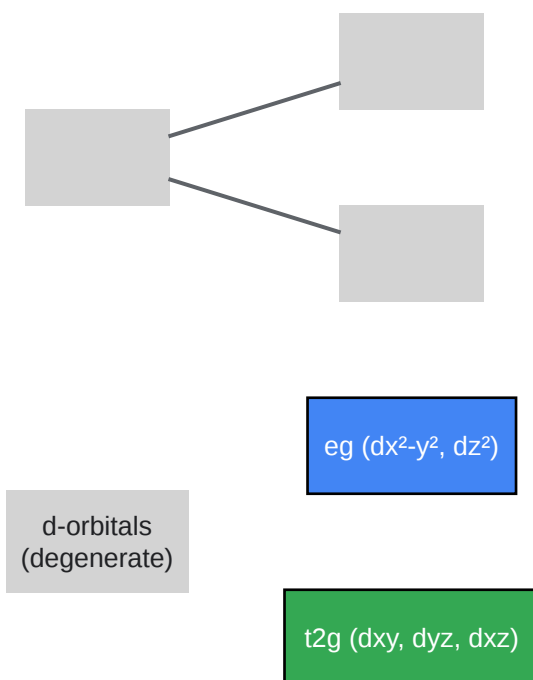 eg (dx²-y², dz²)
d-orbitals
(degenerate)
t2g (dxy, dyz, dxz)